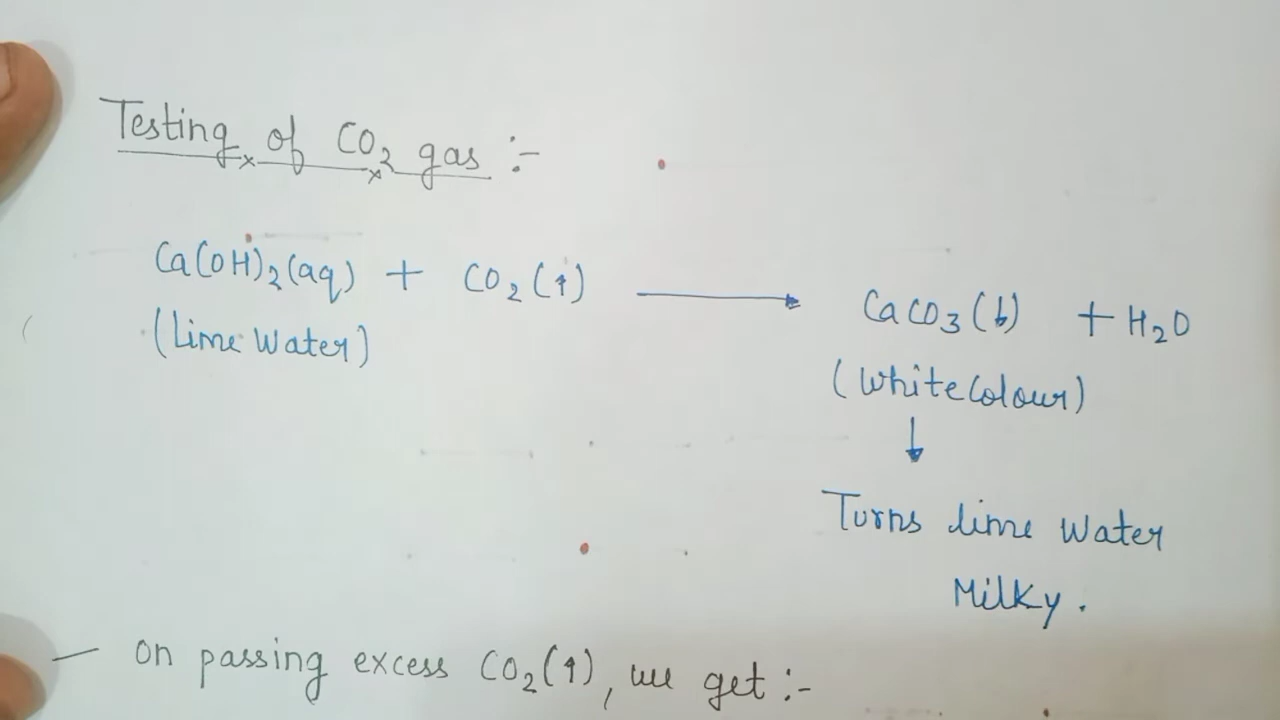 Testing of CO₂ gas :-
Ca(OH)₂(aq) + CO₂(↑) ⟶ CaCO₃(↓) + H₂O
(Lime Water)
(White Colour)
↓
Turns lime Water
Milky.
— on passing excess CO₂(↑), we get :-